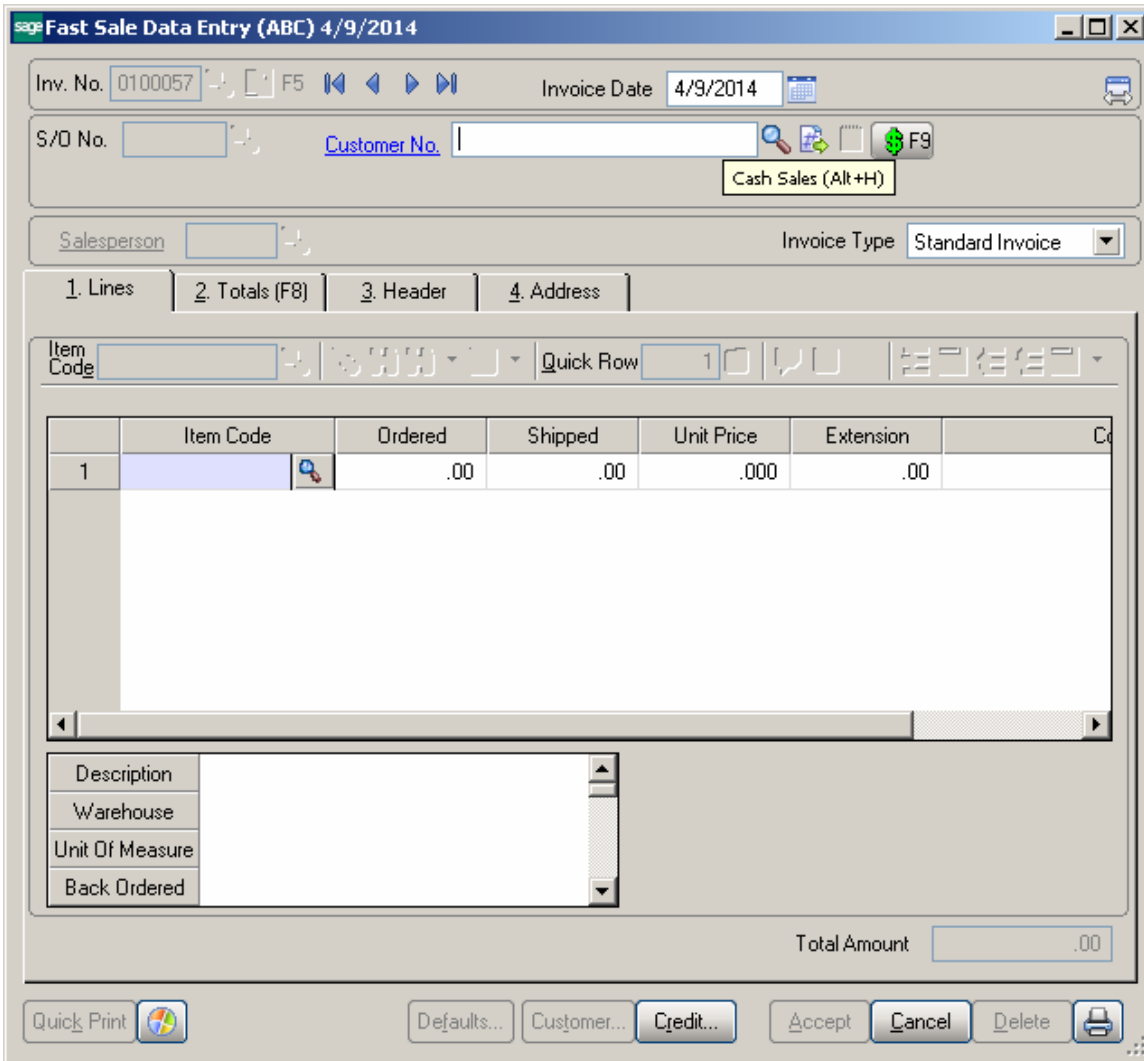 sage Fast Sale Data Entry (ABC) 4/9/2014
Inv. No. 0100057 F5 Invoice Date 4/9/2014
S/O No. Customer No. $ F9
Cash Sales (Alt+H)
Salesperson Invoice Type Standard Invoice
1. Lines 2. Totals (F8) 3. Header 4. Address
Item Code Quick Row 1
Item Code Ordered Shipped Unit Price Extension Co
1 .00 .00 .000 .00
Description
Warehouse
Unit Of Measure
Back Ordered
Total Amount .00
Quick Print Defaults... Customer... Credit... Accept Cancel Delete